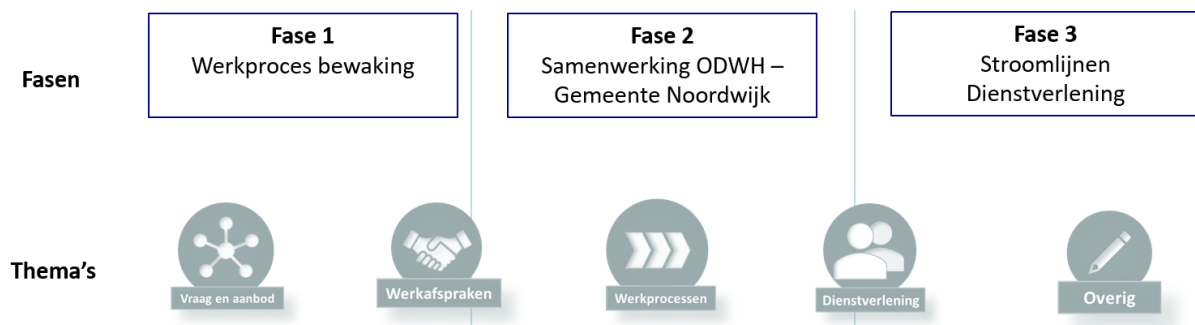 Fasen
Fase 1
Werkproces bewaking
Fase 2
Samenwerking ODWH –
Gemeente Noordwijk
Fase 3
Stroomlijnen
Dienstverlening
Thema's
Vraag en aanbod
Werkafspraken
Werkprocessen
Dienstverlening
Overig